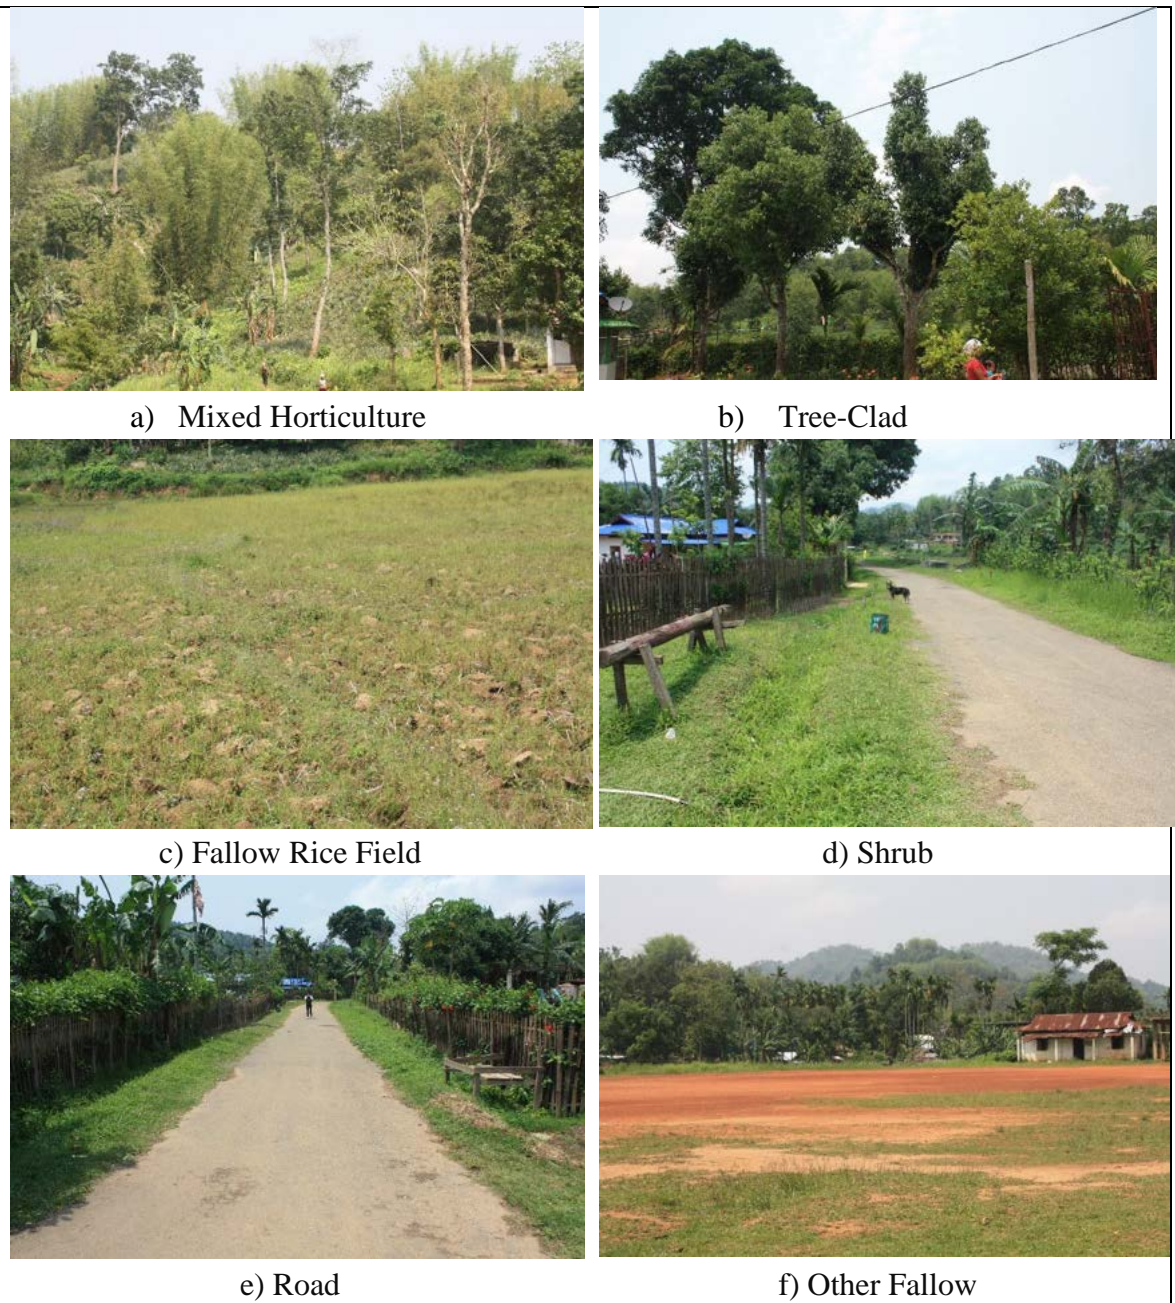 a) Mixed Horticulture
b) Tree-Clad
c) Fallow Rice Field
d) Shrub
e) Road
f) Other Fallow